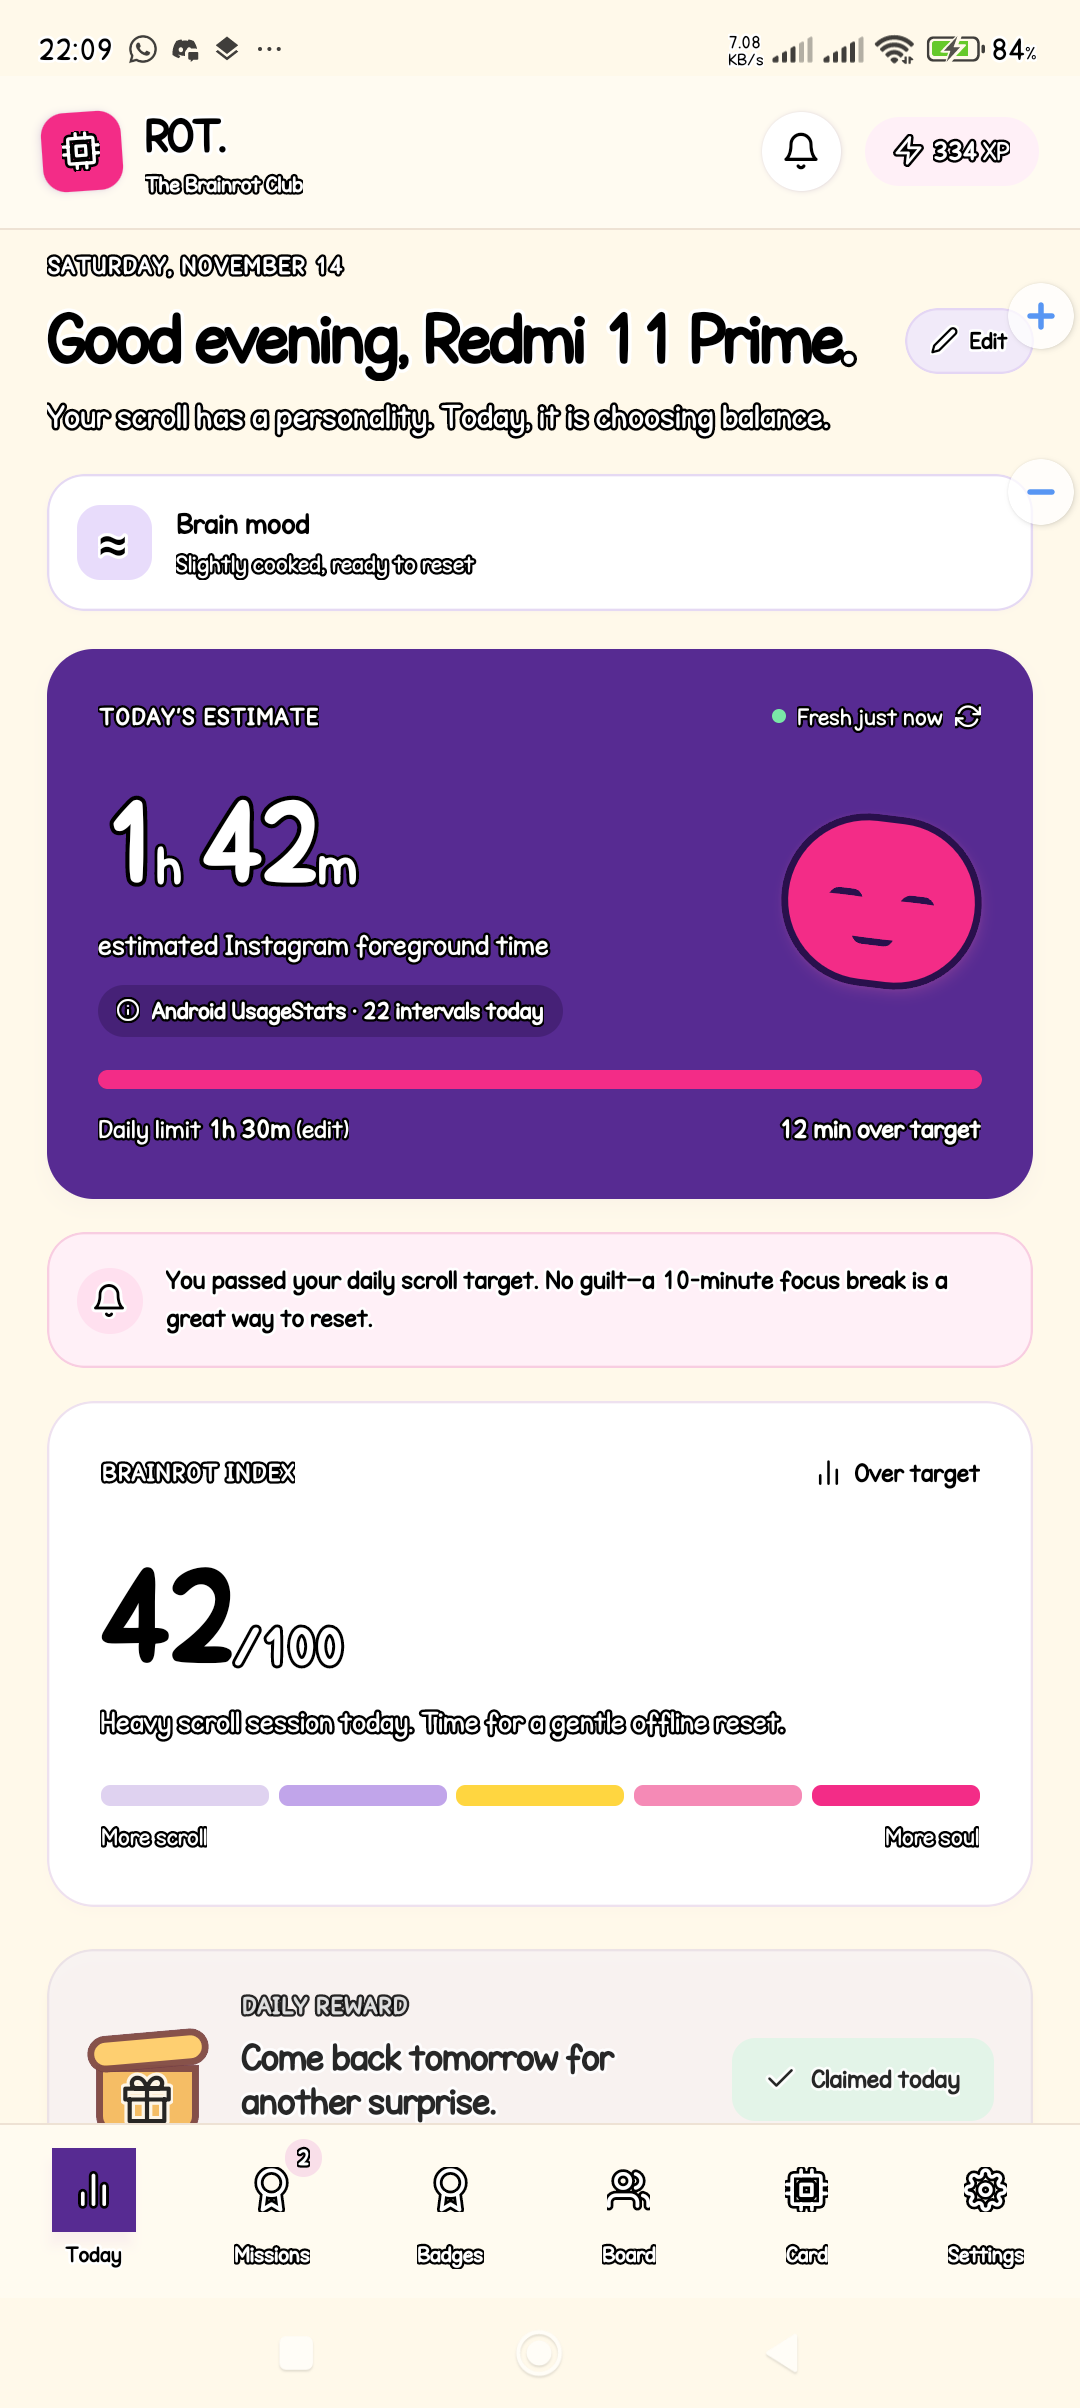 22:09
7.08
KB/s
84%
ROT.
The Brainrot Club
334 XP
SATURDAY, NOVEMBER 14
Good evening, Redmi 11 Prime.
Edit
Your scroll has a personality. Today, it is choosing balance.
Brain mood
Slightly cooked, ready to reset
TODAY'S ESTIMATE
Fresh just now
1h 42m
estimated Instagram foreground time
Android UsageStats · 22 intervals today
Daily limit 1h 30m (edit)
12 min over target
You passed your daily scroll target. No guilt—a 10-minute focus break is a
great way to reset.
BRAINROT INDEX
Over target
42/100
Heavy scroll session today. Time for a gentle offline reset.
More scroll
More soul
DAILY REWARD
Come back tomorrow for
another surprise.
Claimed today
2
Today
Missions
Badges
Board
Card
Settings